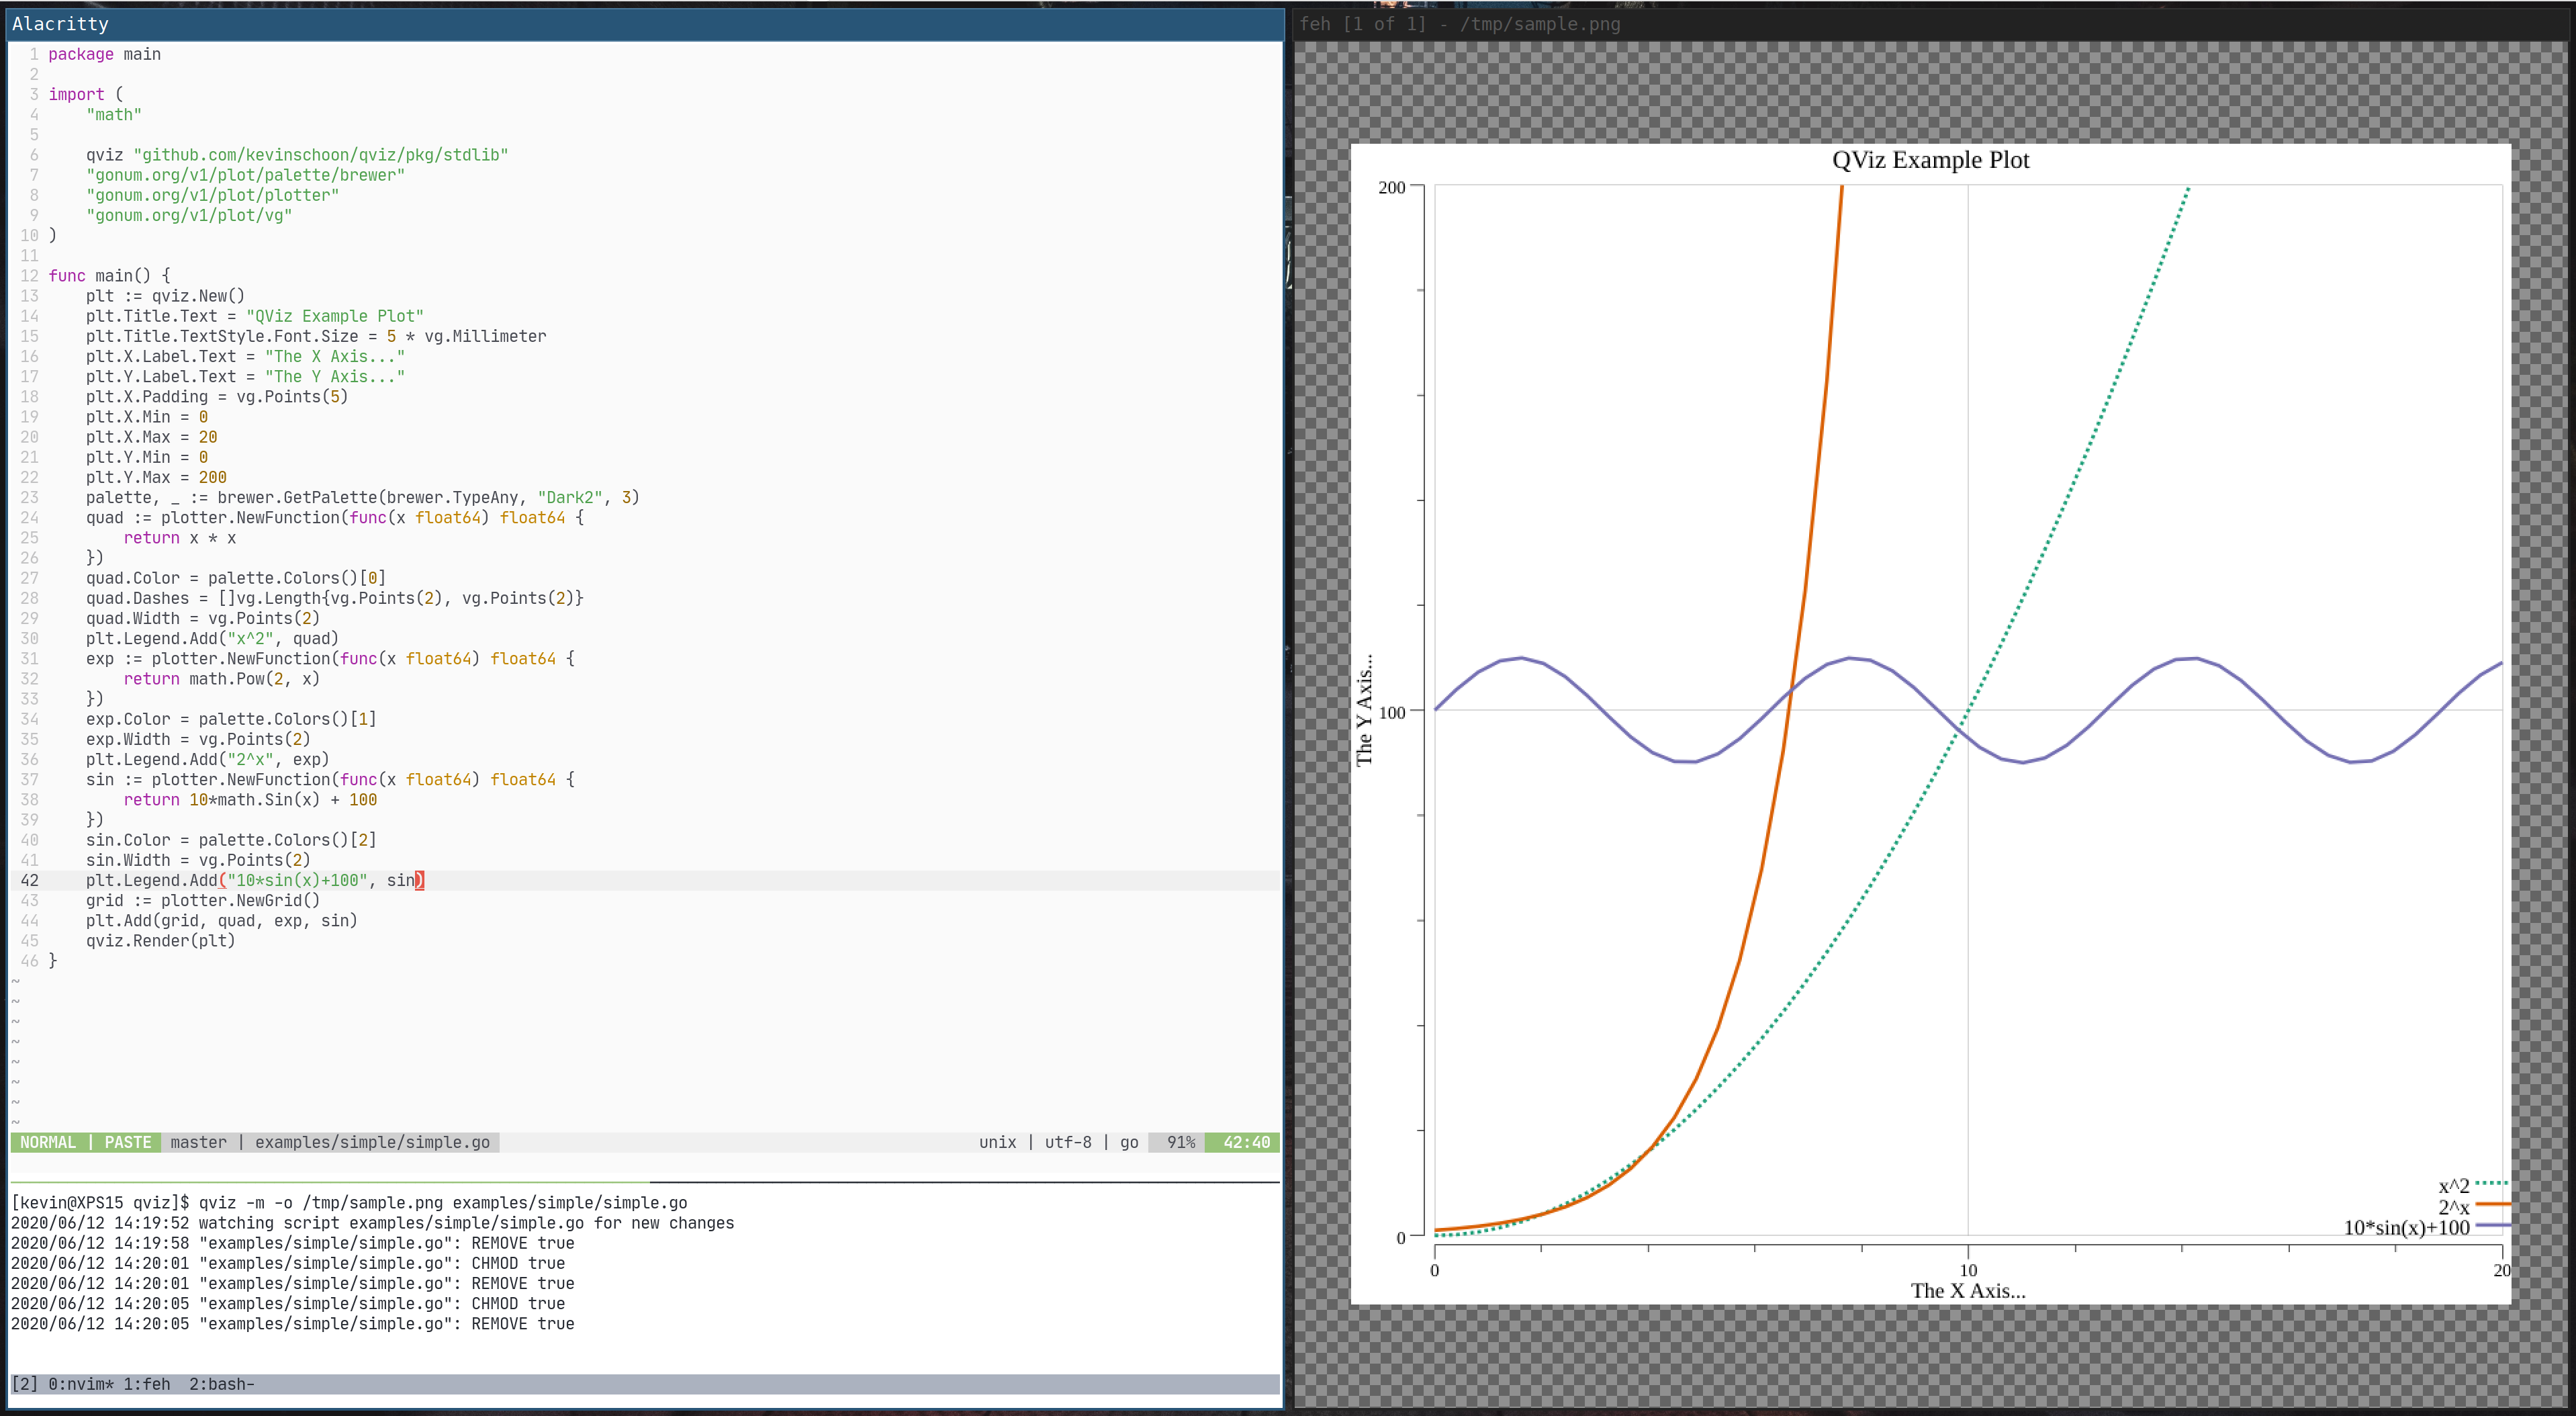 Alacritty
1 package main
2
3 import (
4 "math"
5
6 qviz "github.com/kevinschoon/qviz/pkg/stdlib"
7 "gonum.org/v1/plot/palette/brewer"
8 "gonum.org/v1/plot/plotter"
9 "gonum.org/v1/plot/vg"
10 )
11
12 func main() {
13 plt := qviz.New()
14 plt.Title.Text = "QViz Example Plot"
15 plt.Title.TextStyle.Font.Size = 5 * vg.Millimeter
16 plt.X.Label.Text = "The X Axis..."
17 plt.Y.Label.Text = "The Y Axis..."
18 plt.X.Padding = vg.Points(5)
19 plt.X.Min = 0
20 plt.X.Max = 20
21 plt.Y.Min = 0
22 plt.Y.Max = 200
23 palette, _ := brewer.GetPalette(brewer.TypeAny, "Dark2", 3)
24 quad := plotter.NewFunction(func(x float64) float64 {
25 return x * x
26 })
27 quad.Color = palette.Colors()[0]
28 quad.Dashes = []vg.Length{vg.Points(2), vg.Points(2)}
29 quad.Width = vg.Points(2)
30 plt.Legend.Add("x^2", quad)
31 exp := plotter.NewFunction(func(x float64) float64 {
32 return math.Pow(2, x)
33 })
34 exp.Color = palette.Colors()[1]
35 exp.Width = vg.Points(2)
36 plt.Legend.Add("2^x", exp)
37 sin := plotter.NewFunction(func(x float64) float64 {
38 return 10*math.Sin(x) + 100
39 })
40 sin.Color = palette.Colors()[2]
41 sin.Width = vg.Points(2)
42 plt.Legend.Add("10*sin(x)+100", sin)
43 grid := plotter.NewGrid()
44 plt.Add(grid, quad, exp, sin)
45 qviz.Render(plt)
46 }
~
~
~
~
~
~
~
~
NORMAL | PASTE master | examples/simple/simple.go unix | utf-8 | go 91% 42:40
[kevin@XPS15 qviz]$ qviz -m -o /tmp/sample.png examples/simple/simple.go
2020/06/12 14:19:52 watching script examples/simple/simple.go for new changes
2020/06/12 14:19:58 "examples/simple/simple.go": REMOVE true
2020/06/12 14:20:01 "examples/simple/simple.go": CHMOD true
2020/06/12 14:20:01 "examples/simple/simple.go": REMOVE true
2020/06/12 14:20:05 "examples/simple/simple.go": CHMOD true
2020/06/12 14:20:05 "examples/simple/simple.go": REMOVE true
[2] 0:nvim* 1:feh 2:bash-
feh [1 of 1] - /tmp/sample.png
QViz Example Plot
200
100
0
The Y Axis...
x^2
2^x
10*sin(x)+100
0 10 20
The X Axis...